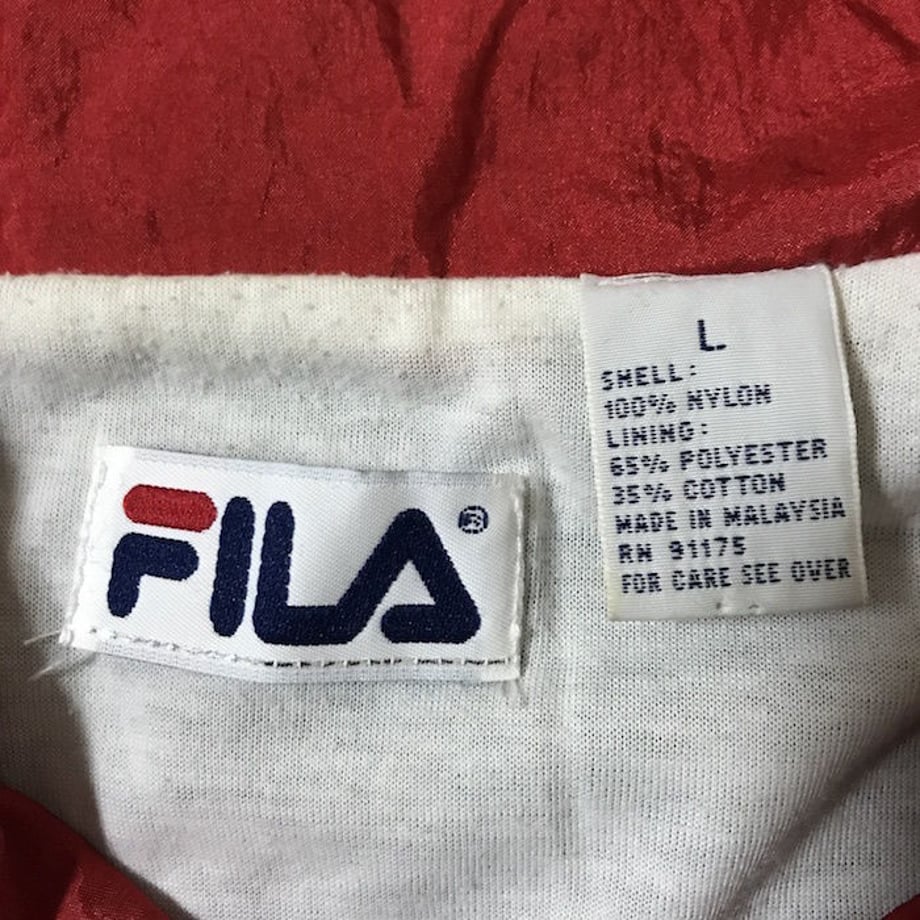 FILA®
L
SHELL:
100% NYLON
LINING:
65% POLYESTER
35% COTTON
MADE IN MALAYSIA
RN 91175
FOR CARE SEE OVER